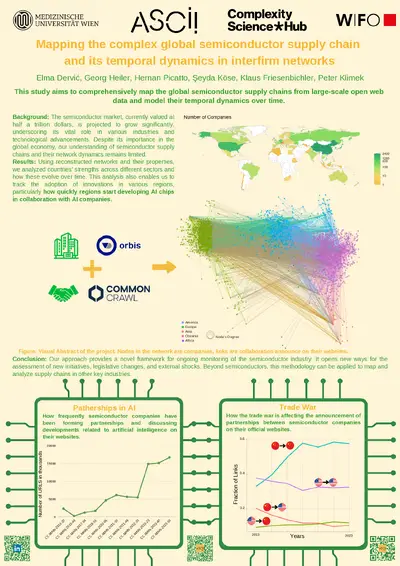 MEDIZINISCHE
UNIVERSITÄT WIEN
ASCII
Complexity
Science Hub
WIFO
Mapping the complex global semiconductor supply chain
and its temporal dynamics in interfirm networks
Elma Dervić, Georg Heiler, Hernan Picatto, Şeyda Köse, Klaus Friesenbichler, Peter Klimek
This study aims to comprehensively map the global semiconductor supply chains from large-scale open web
data and model their temporal dynamics over time.
Background: The semiconductor market, currently valued at
half a trillion dollars, is projected to grow significantly,
underscoring its vital role in various industries and
technological advancements. Despite its importance in the
global economy, our understanding of semiconductor supply
chains and their network dynamics remains limited.
Results: Using reconstructed networks and their properties,
we analyzed countries' strengths across different sectors and
how these evolve over time. This analysis also enables us to
track the adoption of innovations in various regions,
particularly how quickly regions start developing AI chips
in collaboration with AI companies.
Number of Companies
orbis
COMMON
CRAWL
America
Europe
Asia
Oceania
Africa
Node's Degree
Figure: Visual Abstract of the project. Nodes in the network are companies, links are collaboration announce on their websites.
Conclusion: Our approach provides a novel framework for ongoing monitoring of the semiconductor industry. It opens new ways for the
assessment of new initiatives, legislative changes, and external shocks. Beyond semiconductors, this methodology can be applied to map and
analyze supply chains in other key industries.
Patherships in AI
How frequently semiconductor companies have
been forming partnerships and discussing
developments related to artificial intelligence on
their websites.
Number of URLS in thousands
Trade War
How the trade war is affecting the announcement of
partnerships between semiconductor companies
on their official websites.
Fraction of Links
Years